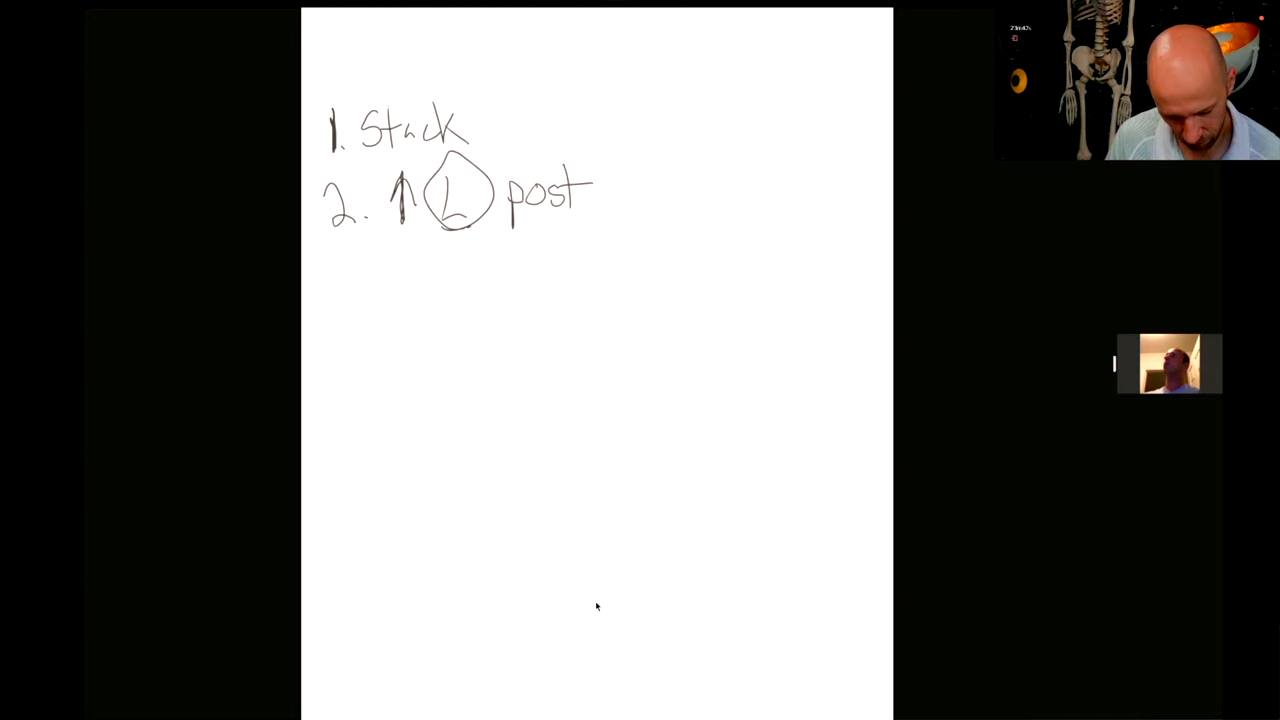 1. Stack
2. ↑ Ⓛ post